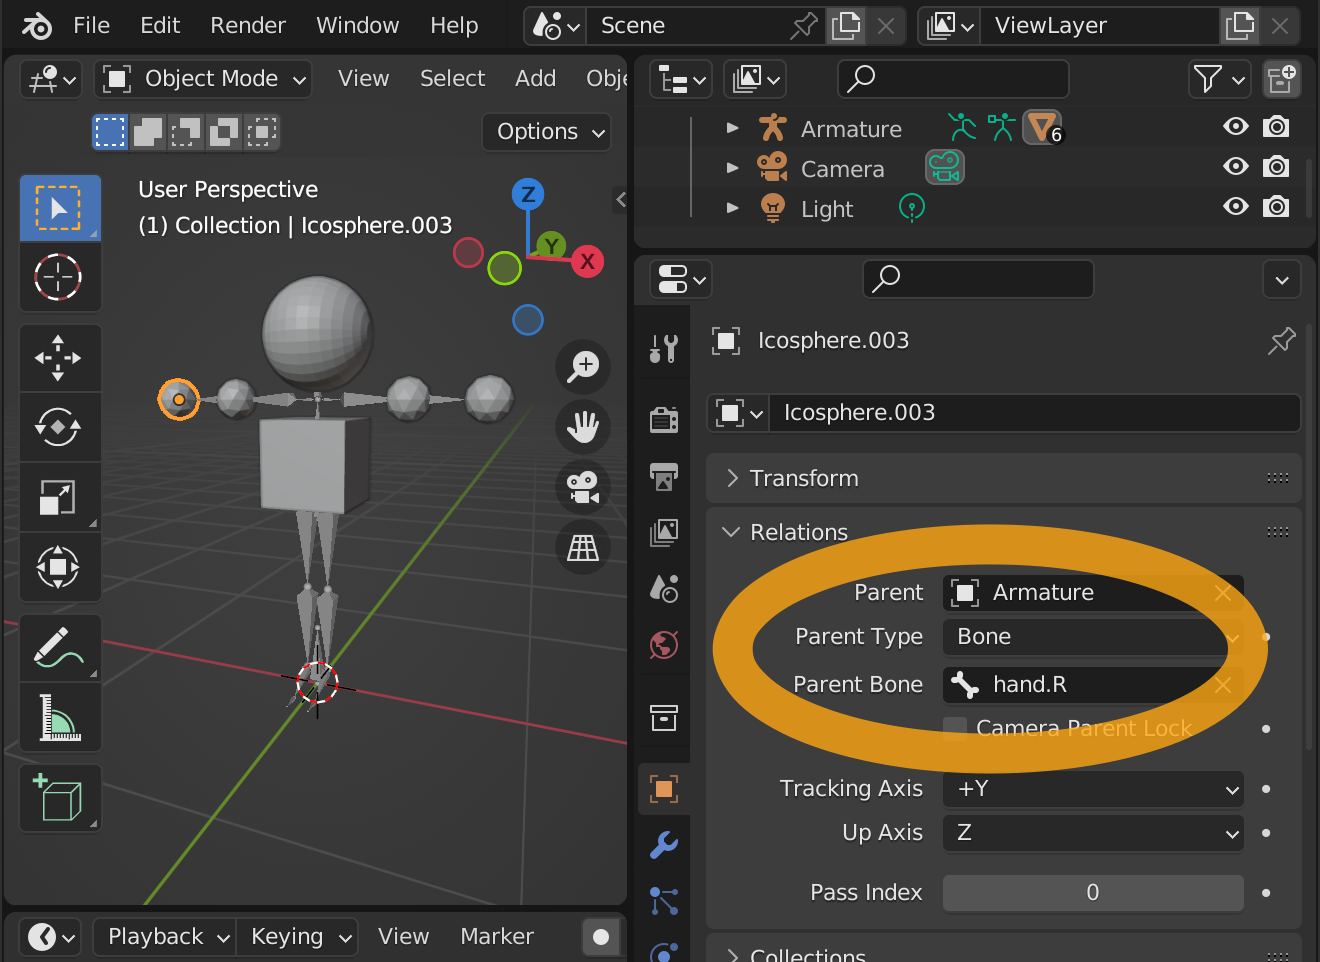 File Edit Render Window Help Scene ViewLayer
Object Mode View Select Add Obje
Options
User Perspective
(1) Collection | Icosphere.003
Z
Y
X
Playback Keying View Marker
Armature 6
Camera
Light
Icosphere.003
Icosphere.003
Transform
Relations
Parent Armature
Parent Type Bone
Parent Bone hand.R
Camera Parent Lock
Tracking Axis +Y
Up Axis Z
Pass Index 0
Collections